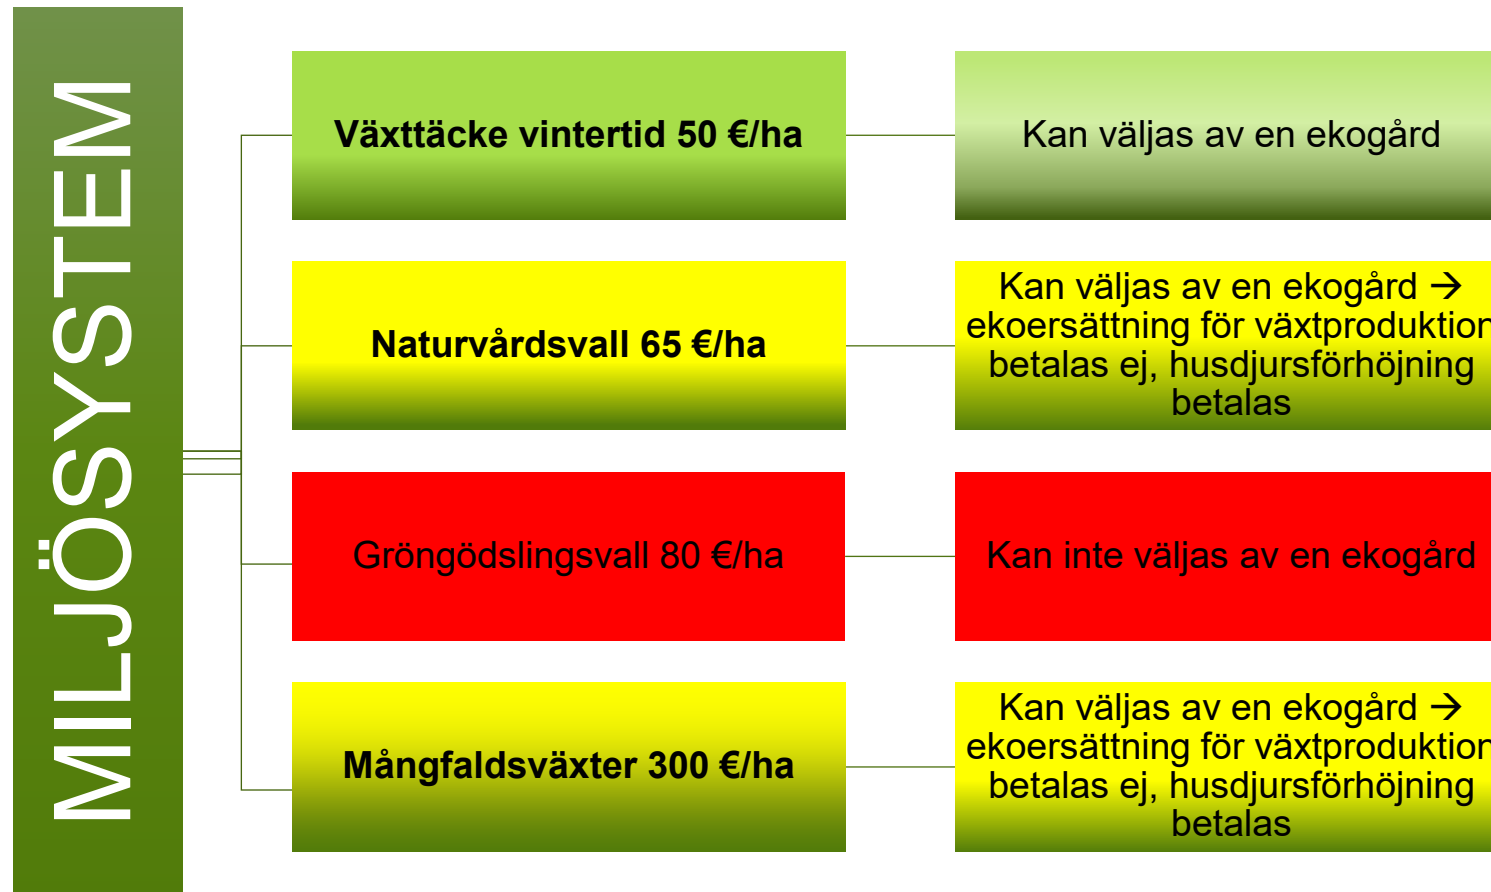 MILJÖSYSTEM
Växttäcke vintertid 50 €/ha
Kan väljas av en ekogård
Naturvårdsvall 65 €/ha
Kan väljas av en ekogård →
ekoersättning för växtproduktion
betalas ej, husdjursförhöjning
betalas
Gröngödslingsvall 80 €/ha
Kan inte väljas av en ekogård
Mångfaldsväxter 300 €/ha
Kan väljas av en ekogård →
ekoersättning för växtproduktion
betalas ej, husdjursförhöjning
betalas